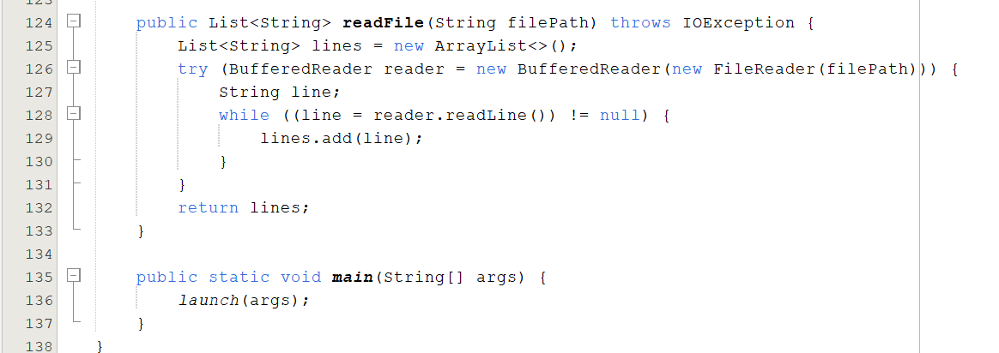 123
124 public List<String> readFile(String filePath) throws IOException {
125 List<String> lines = new ArrayList<>();
126 try (BufferedReader reader = new BufferedReader(new FileReader(filePath))) {
127 String line;
128 while ((line = reader.readLine()) != null) {
129 lines.add(line);
130 }
131 }
132 return lines;
133 }
134
135 public static void main(String[] args) {
136 launch(args);
137 }
138 }